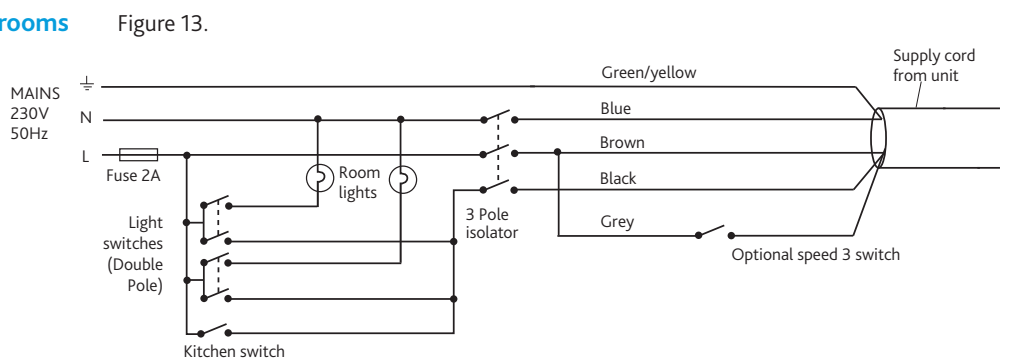 rooms Figure 13.
Supply cord
from unit
MAINS
230V
50Hz
Green/yellow
N
Blue
L
Fuse 2A
Brown
Room
lights
Black
3 Pole
isolator
Light
switches
(Double
Pole)
Grey
Optional speed 3 switch
Kitchen switch